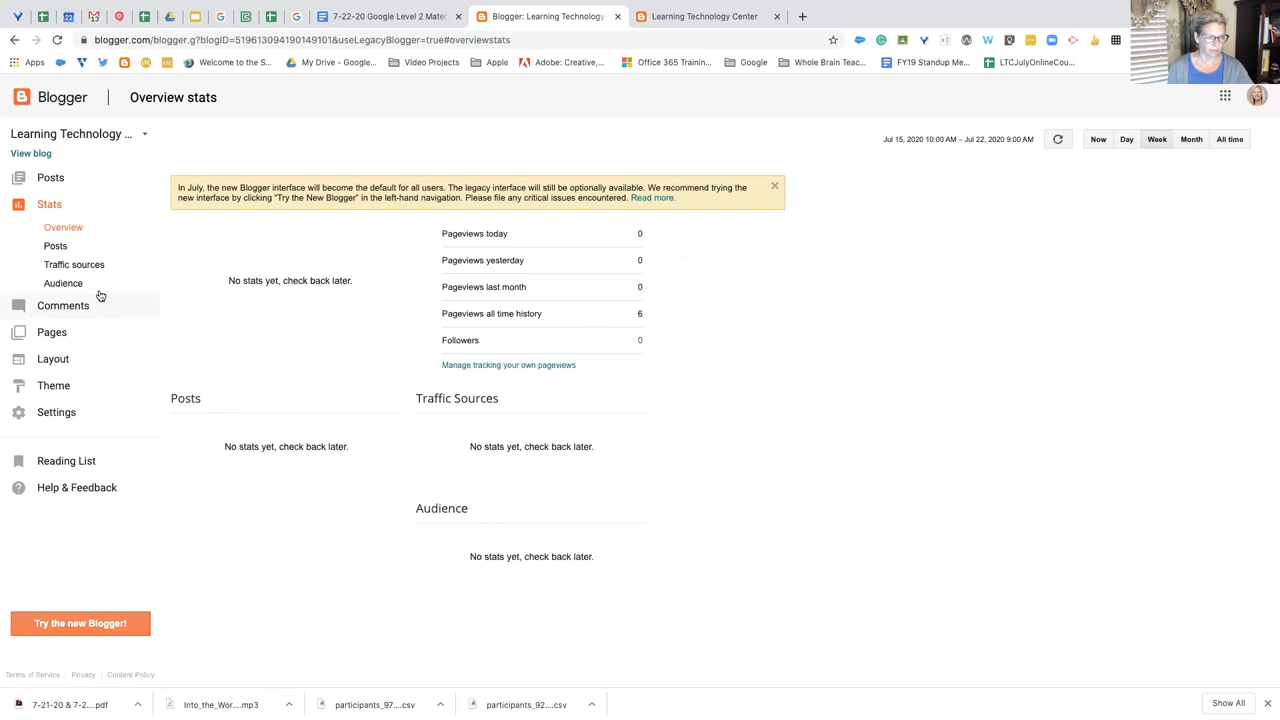 7-22-20 Google Level 2 Mater
Blogger: Learning Technology
Learning Technology Center
blogger.com/blogger.g?blogID=519613094190149101&useLegacyBlogger=true#overviewstats
Apps
Welcome to the S...
My Drive - Google...
VIdeo Projects
Apple
Adobe: Creative,...
Office 365 Training...
Google
Whole Brain Teac...
FY19 Standup Me...
LTCJulyOnlineCou...
Blogger
Overview stats
Learning Technology ...
View blog
Jul 15, 2020 10:00 AM – Jul 22, 2020 9:00 AM
Now
Day
Week
Month
All time
Posts
Stats
Overview
Posts
Traffic sources
Audience
Comments
Pages
Layout
Theme
Settings
Reading List
Help & Feedback
In July, the new Blogger interface will become the default for all users. The legacy interface will still be optionally available. We recommend trying the
new interface by clicking "Try the New Blogger" in the left-hand navigation. Please file any critical issues encountered. Read more.
No stats yet, check back later.
Pageviews today 0
Pageviews yesterday 0
Pageviews last month 0
Pageviews all time history 6
Followers 0
Manage tracking your own pageviews
Posts
No stats yet, check back later.
Traffic Sources
No stats yet, check back later.
Audience
No stats yet, check back later.
Try the new Blogger!
Terms of Service
Privacy
Content Policy
7-21-20 & 7-2....pdf
Into_the_Wor....mp3
participants_97....csv
participants_92....csv
Show All